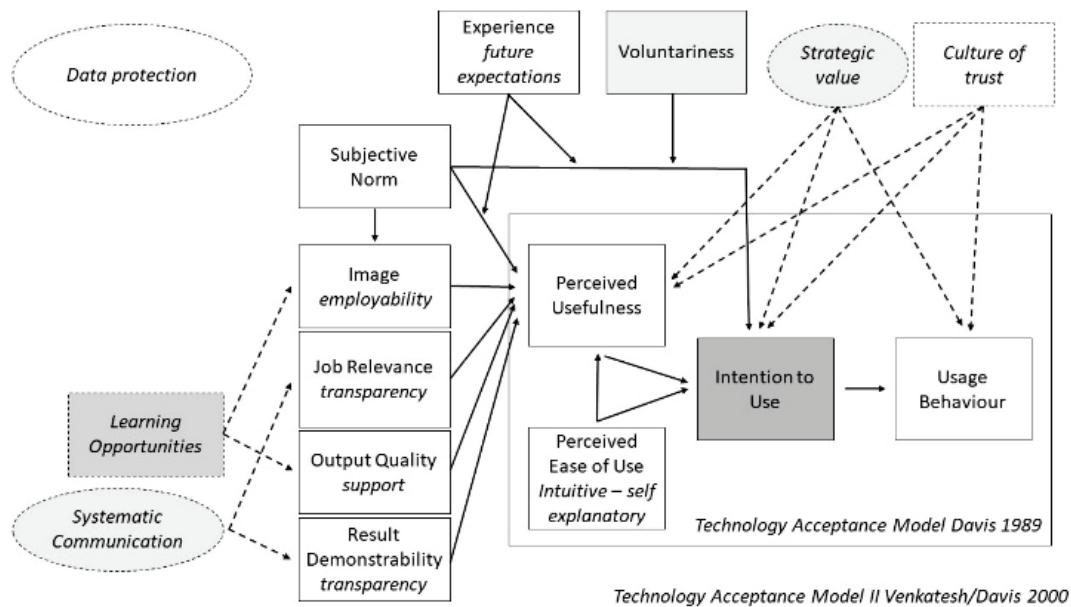 Data protection
Experience
future
expectations
Voluntariness
Strategic
value
Culture of
trust
Subjective
Norm
Image
employability
Perceived
Usefulness
Job Relevance
transparency
Intention to
Use
Usage
Behaviour
Learning
Opportunities
Output Quality
support
Perceived
Ease of Use
Intuitive – self
explanatory
Systematic
Communication
Result
Demonstrability
transparency
Technology Acceptance Model Davis 1989
Technology Acceptance Model II Venkatesh/Davis 2000